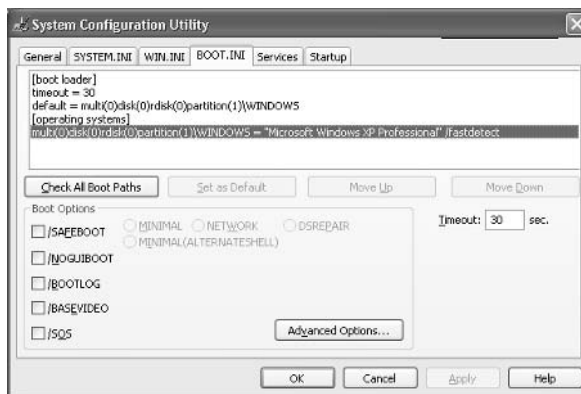 System Configuration Utility
General SYSTEM.INI WIN.INI BOOT.INI Services Startup
[boot loader]
timeout = 30
default = multi(0)disk(0)rdisk(0)partition(1)\WINDOWS
[operating systems]
multi(0)disk(0)rdisk(0)partition(1)\WINDOWS = "Microsoft Windows XP Professional" /fastdetect
Check All Boot Paths Set as Default Move Up Move Down
Boot Options
Timeout: 30 sec.
/SAFEBOOT MINIMAL NETWORK DSREPAIR
MINIMAL(ALTERNATESHELL)
/NOGUIBOOT
/BOOTLOG
/BASEVIDEO
/SOS
Advanced Options...
OK Cancel Apply Help